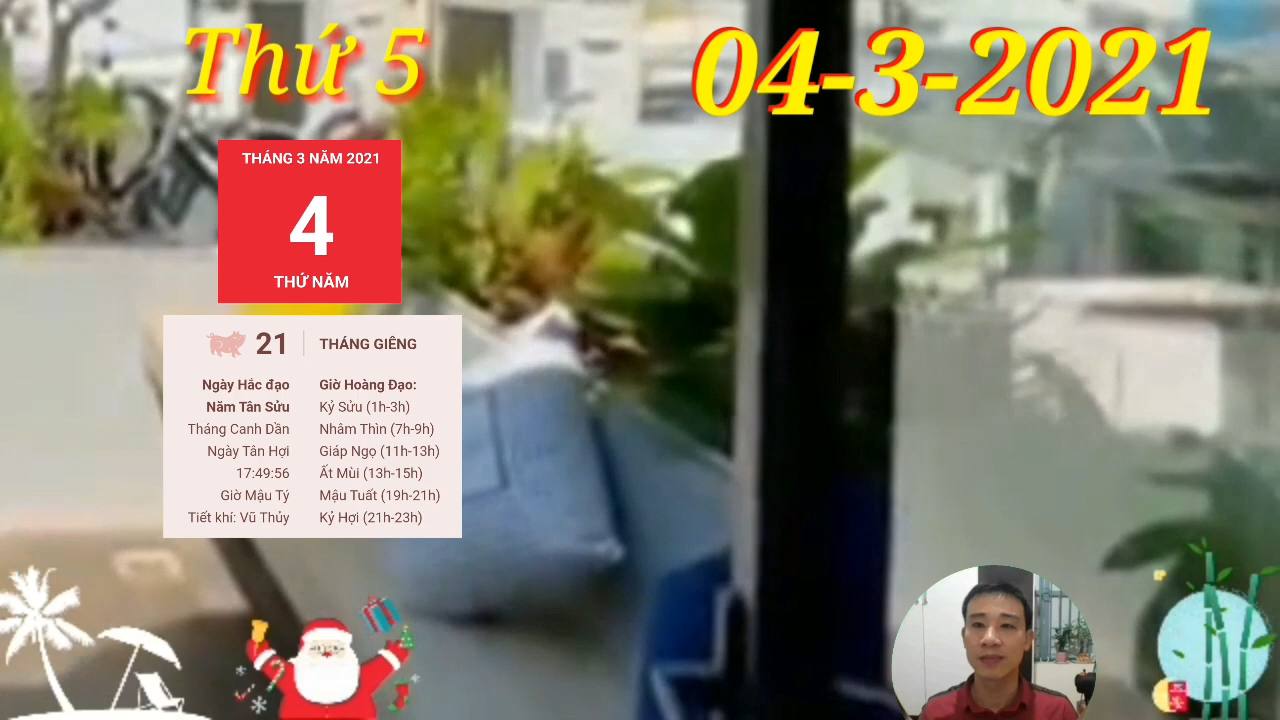 Thứ 5
04-3-2021
THÁNG 3 NĂM 2021
4
THỨ NĂM
21
THÁNG GIÊNG
Ngày Hắc đạo
Năm Tân Sửu
Tháng Canh Dần
Ngày Tân Hợi
17:49:56
Giờ Mậu Tý
Tiết khí: Vũ Thủy
Giờ Hoàng Đạo:
Kỷ Sửu (1h-3h)
Nhâm Thìn (7h-9h)
Giáp Ngọ (11h-13h)
Ất Mùi (13h-15h)
Mậu Tuất (19h-21h)
Kỷ Hợi (21h-23h)